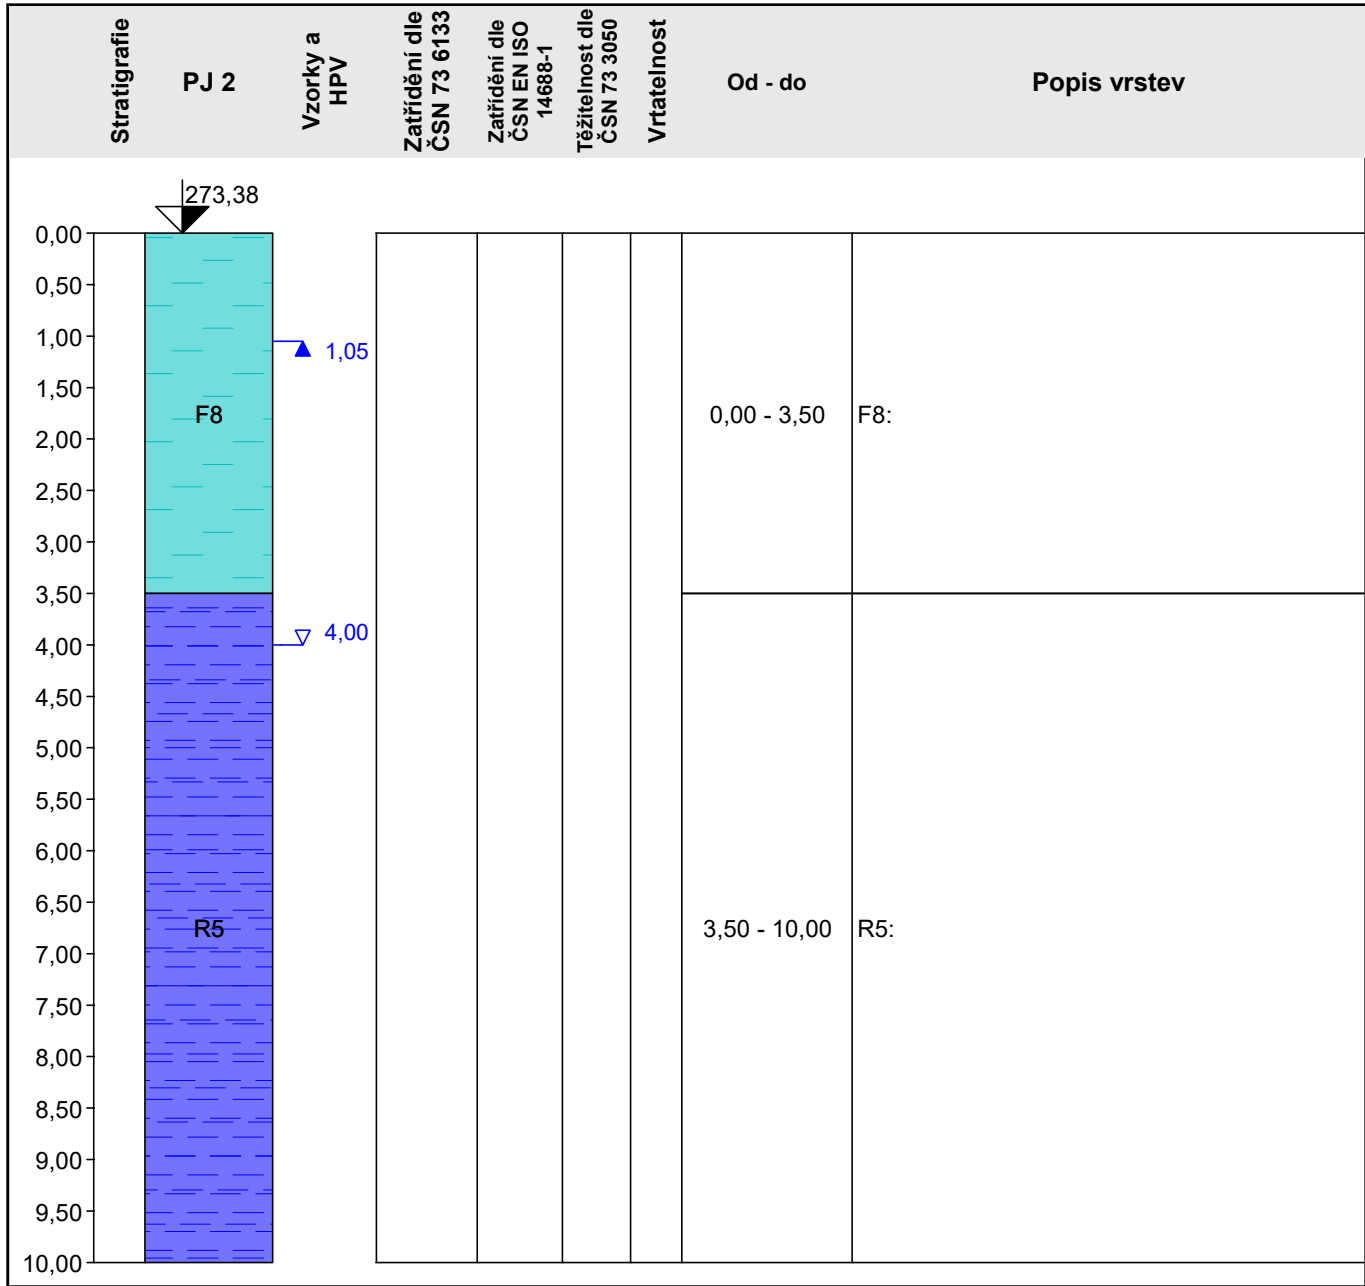 Stratigrafie
PJ 2
Vzorky a
HPV
Zatřídění dle
ČSN 73 6133
Zatřídění dle
ČSN EN ISO
14688-1
Těžitelnost dle
ČSN 73 3050
Vrtatelnost
Od - do
Popis vrstev
273,38
0,00
0,50
1,00
1,05
1,50
F8
0,00 - 3,50
F8:
2,00
2,50
3,00
3,50
4,00
4,00
4,50
5,00
5,50
6,00
6,50
R5
3,50 - 10,00
R5:
7,00
7,50
8,00
8,50
9,00
9,50
10,00